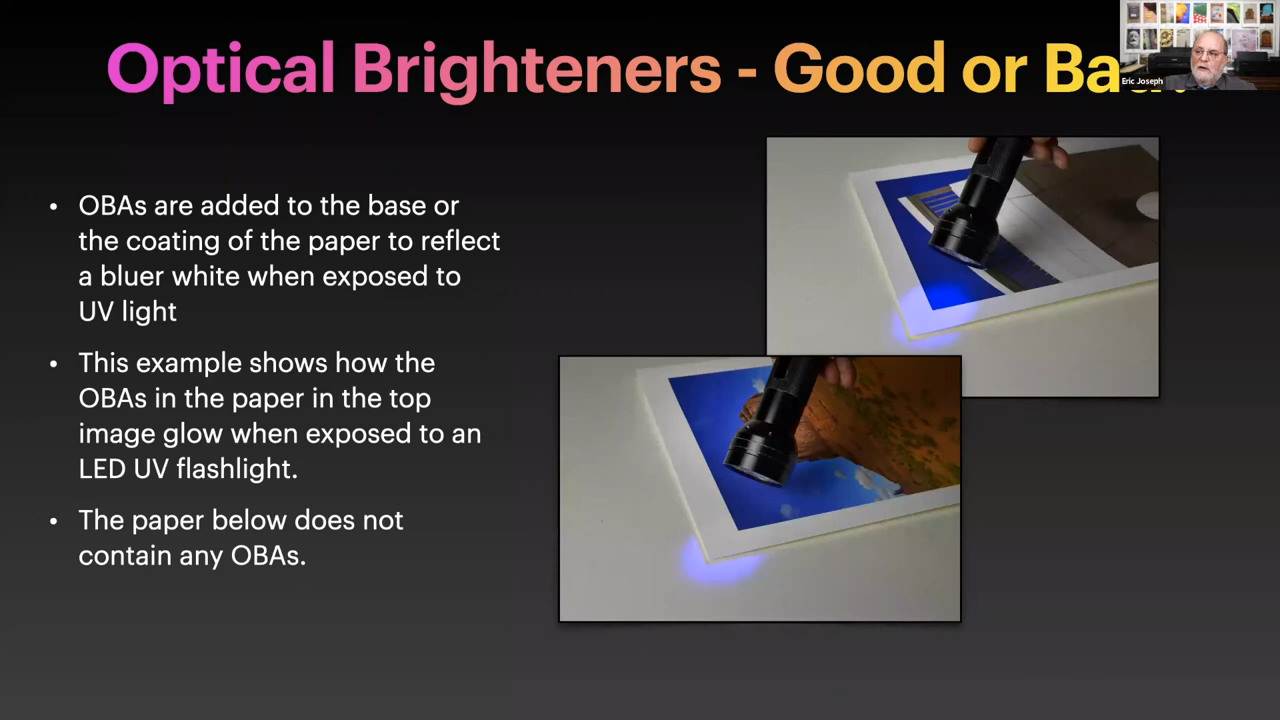 Optical Brighteners - Good or
Eric Joseph
• OBAs are added to the base or
the coating of the paper to reflect
a bluer white when exposed to
UV light
• This example shows how the
OBAs in the paper in the top
image glow when exposed to an
LED UV flashlight.
• The paper below does not
contain any OBAs.